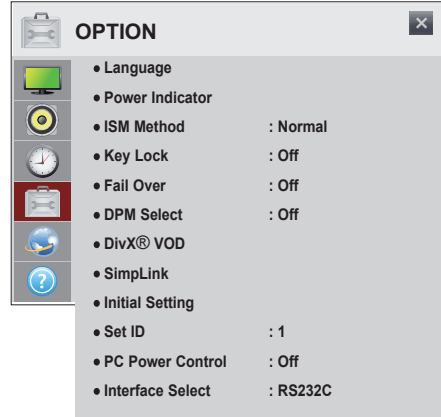 OPTION
● Language
● Power Indicator
● ISM Method : Normal
● Key Lock : Off
● Fail Over : Off
● DPM Select : Off
● DivX® VOD
● SimpLink
● Initial Setting
● Set ID : 1
● PC Power Control : Off
● Interface Select : RS232C